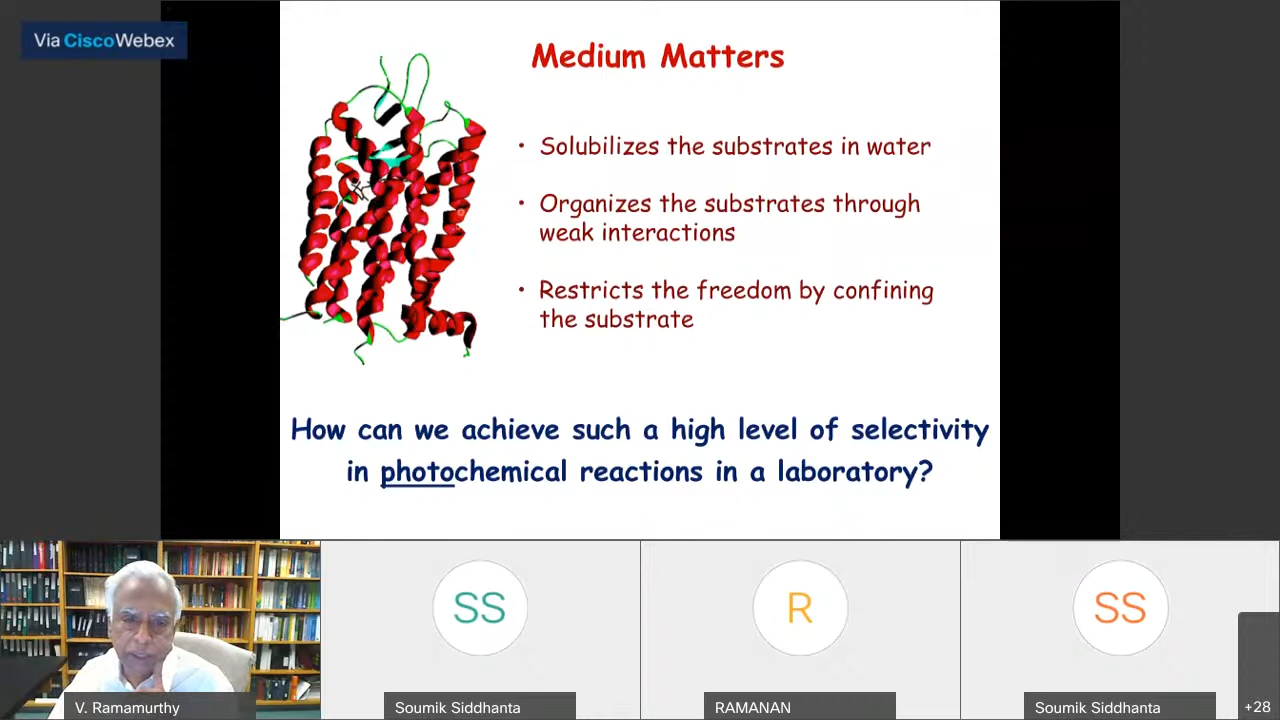 Via Cisco Webex
Medium Matters
• Solubilizes the substrates in water
• Organizes the substrates through
weak interactions
• Restricts the freedom by confining
the substrate
How can we achieve such a high level of selectivity
in photochemical reactions in a laboratory?
SS
R
SS
V. Ramamurthy
Soumik Siddhanta
RAMANAN
Soumik Siddhanta
+28